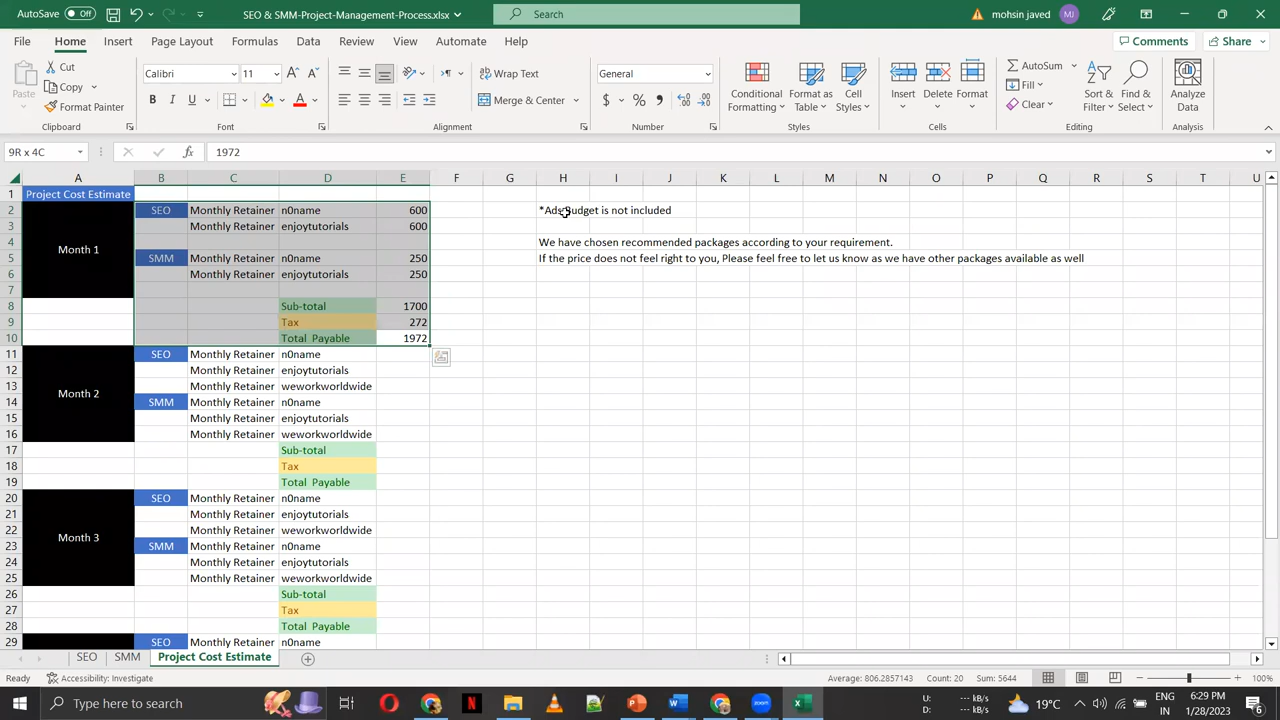 AutoSave Off SEO & SMM-Project-Management-Process.xlsx Search mohsin javed MJ
File Home Insert Page Layout Formulas Data Review View Automate Help Comments Share
Paste Cut Copy Format Painter
Calibri 11
B I U
Wrap Text
Merge & Center
General
$ %
Conditional Formatting Format as Table Cell Styles
Insert Delete Format
AutoSum Fill Clear
Sort & Filter Find & Select
Analyze Data
Clipboard Font Alignment Number Styles Cells Editing Analysis
9R x 4C fx 1972
A B C D E F G H I J K L M N O P Q R S T U
1 Project Cost Estimate
2 SEO Monthly Retainer n0name 600 *Ads Budget is not included
3 Monthly Retainer enjoytutorials 600
Month 1
4 We have chosen recommended packages according to your requirement.
5 SMM Monthly Retainer n0name 250 If the price does not feel right to you, Please feel free to let us know as we have other packages available as well
6 Monthly Retainer enjoytutorials 250
7
8 Sub-total 1700
9 Tax 272
10 Total Payable 1972
11 SEO Monthly Retainer n0name
12 Monthly Retainer enjoytutorials
13 Monthly Retainer weworkworldwide
Month 2
14 SMM Monthly Retainer n0name
15 Monthly Retainer enjoytutorials
16 Monthly Retainer weworkworldwide
17 Sub-total
18 Tax
19 Total Payable
20 SEO Monthly Retainer n0name
21 Monthly Retainer enjoytutorials
22 Monthly Retainer weworkworldwide
Month 3
23 SMM Monthly Retainer n0name
24 Monthly Retainer enjoytutorials
25 Monthly Retainer weworkworldwide
26 Sub-total
27 Tax
28 Total Payable
29 SEO Monthly Retainer n0name
SEO SMM Project Cost Estimate
Ready Accessibility: Investigate Average: 806.2857143 Count: 20 Sum: 5644 100%
Type here to search zoom U: -- kB/s D: -- kB/s 19°C ENG IN 6:29 PM 1/28/2023